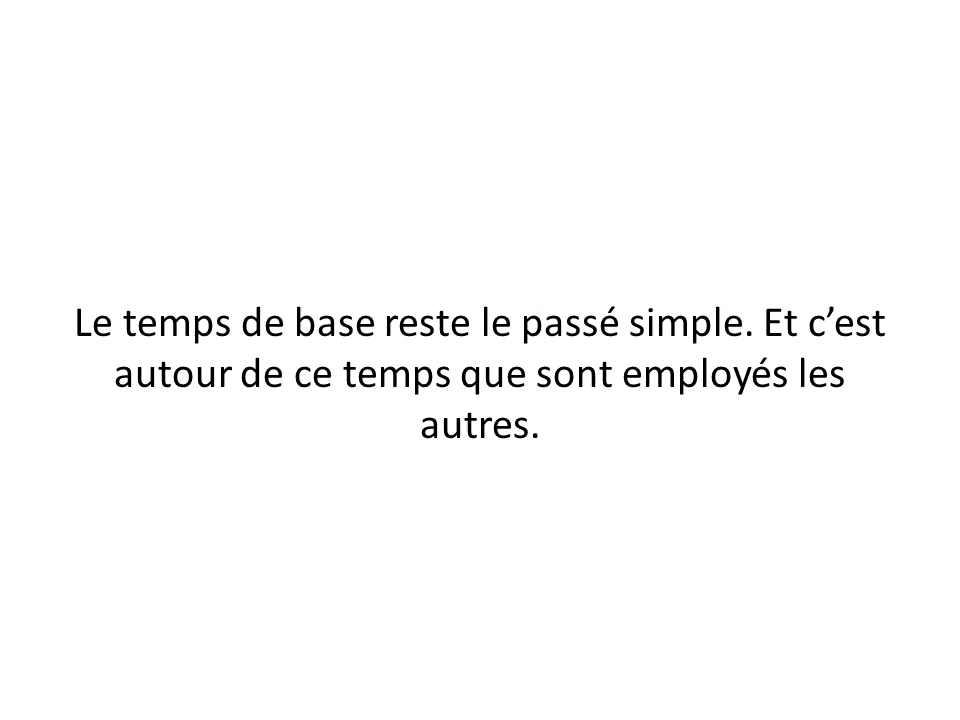 Le temps de base reste le passé simple. Et c’est
autour de ce temps que sont employés les
autres.